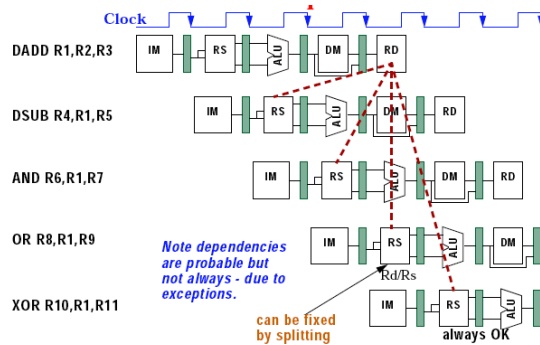 Clock
DADD R1,R2,R3
IM RS ALU DM RD
DSUB R4,R1,R5
IM RS ALU DM RD
AND R6,R1,R7
IM RS ALU DM RD
OR R8,R1,R9
IM RS ALU DM
Note dependencies
are probable but
not always - due to
exceptions.
Rd/Rs
XOR R10,R1,R11
IM RS ALU
can be fixed
by splitting
always OK